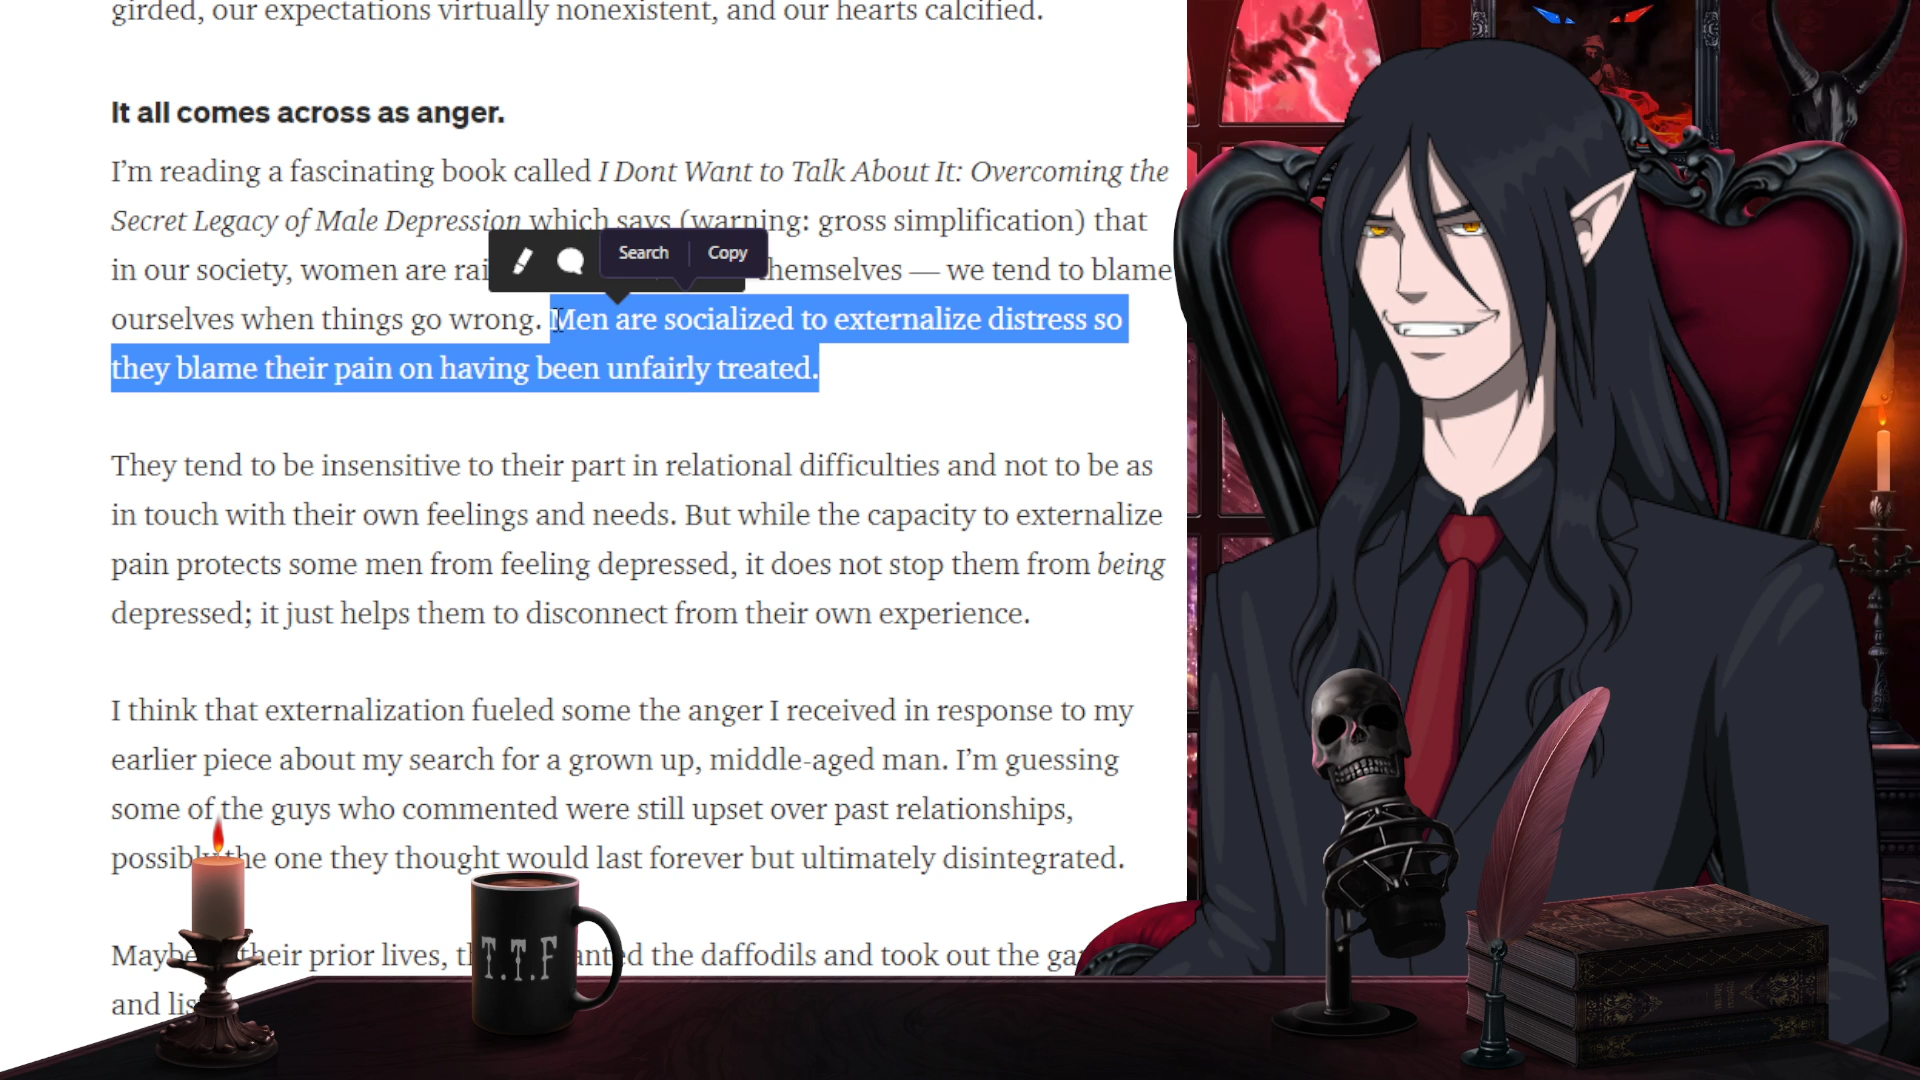 girded, our expectations virtually nonexistent, and our hearts calcified.
It all comes across as anger.
I'm reading a fascinating book called I Dont Want to Talk About It: Overcoming the
Secret Legacy of Male Depression which says (warning: gross simplification) that
Search Copy
in our society, women are rai hemselves — we tend to blame
ourselves when things go wrong. Men are socialized to externalize distress so
they blame their pain on having been unfairly treated.
They tend to be insensitive to their part in relational difficulties and not to be as
in touch with their own feelings and needs. But while the capacity to externalize
pain protects some men from feeling depressed, it does not stop them from being
depressed; it just helps them to disconnect from their own experience.
I think that externalization fueled some the anger I received in response to my
earlier piece about my search for a grown up, middle-aged man. I'm guessing
some of the guys who commented were still upset over past relationships,
possibly the one they thought would last forever but ultimately disintegrated.
Maybe their prior lives, th anted the daffodils and took out the ga
and lis
T.T.F